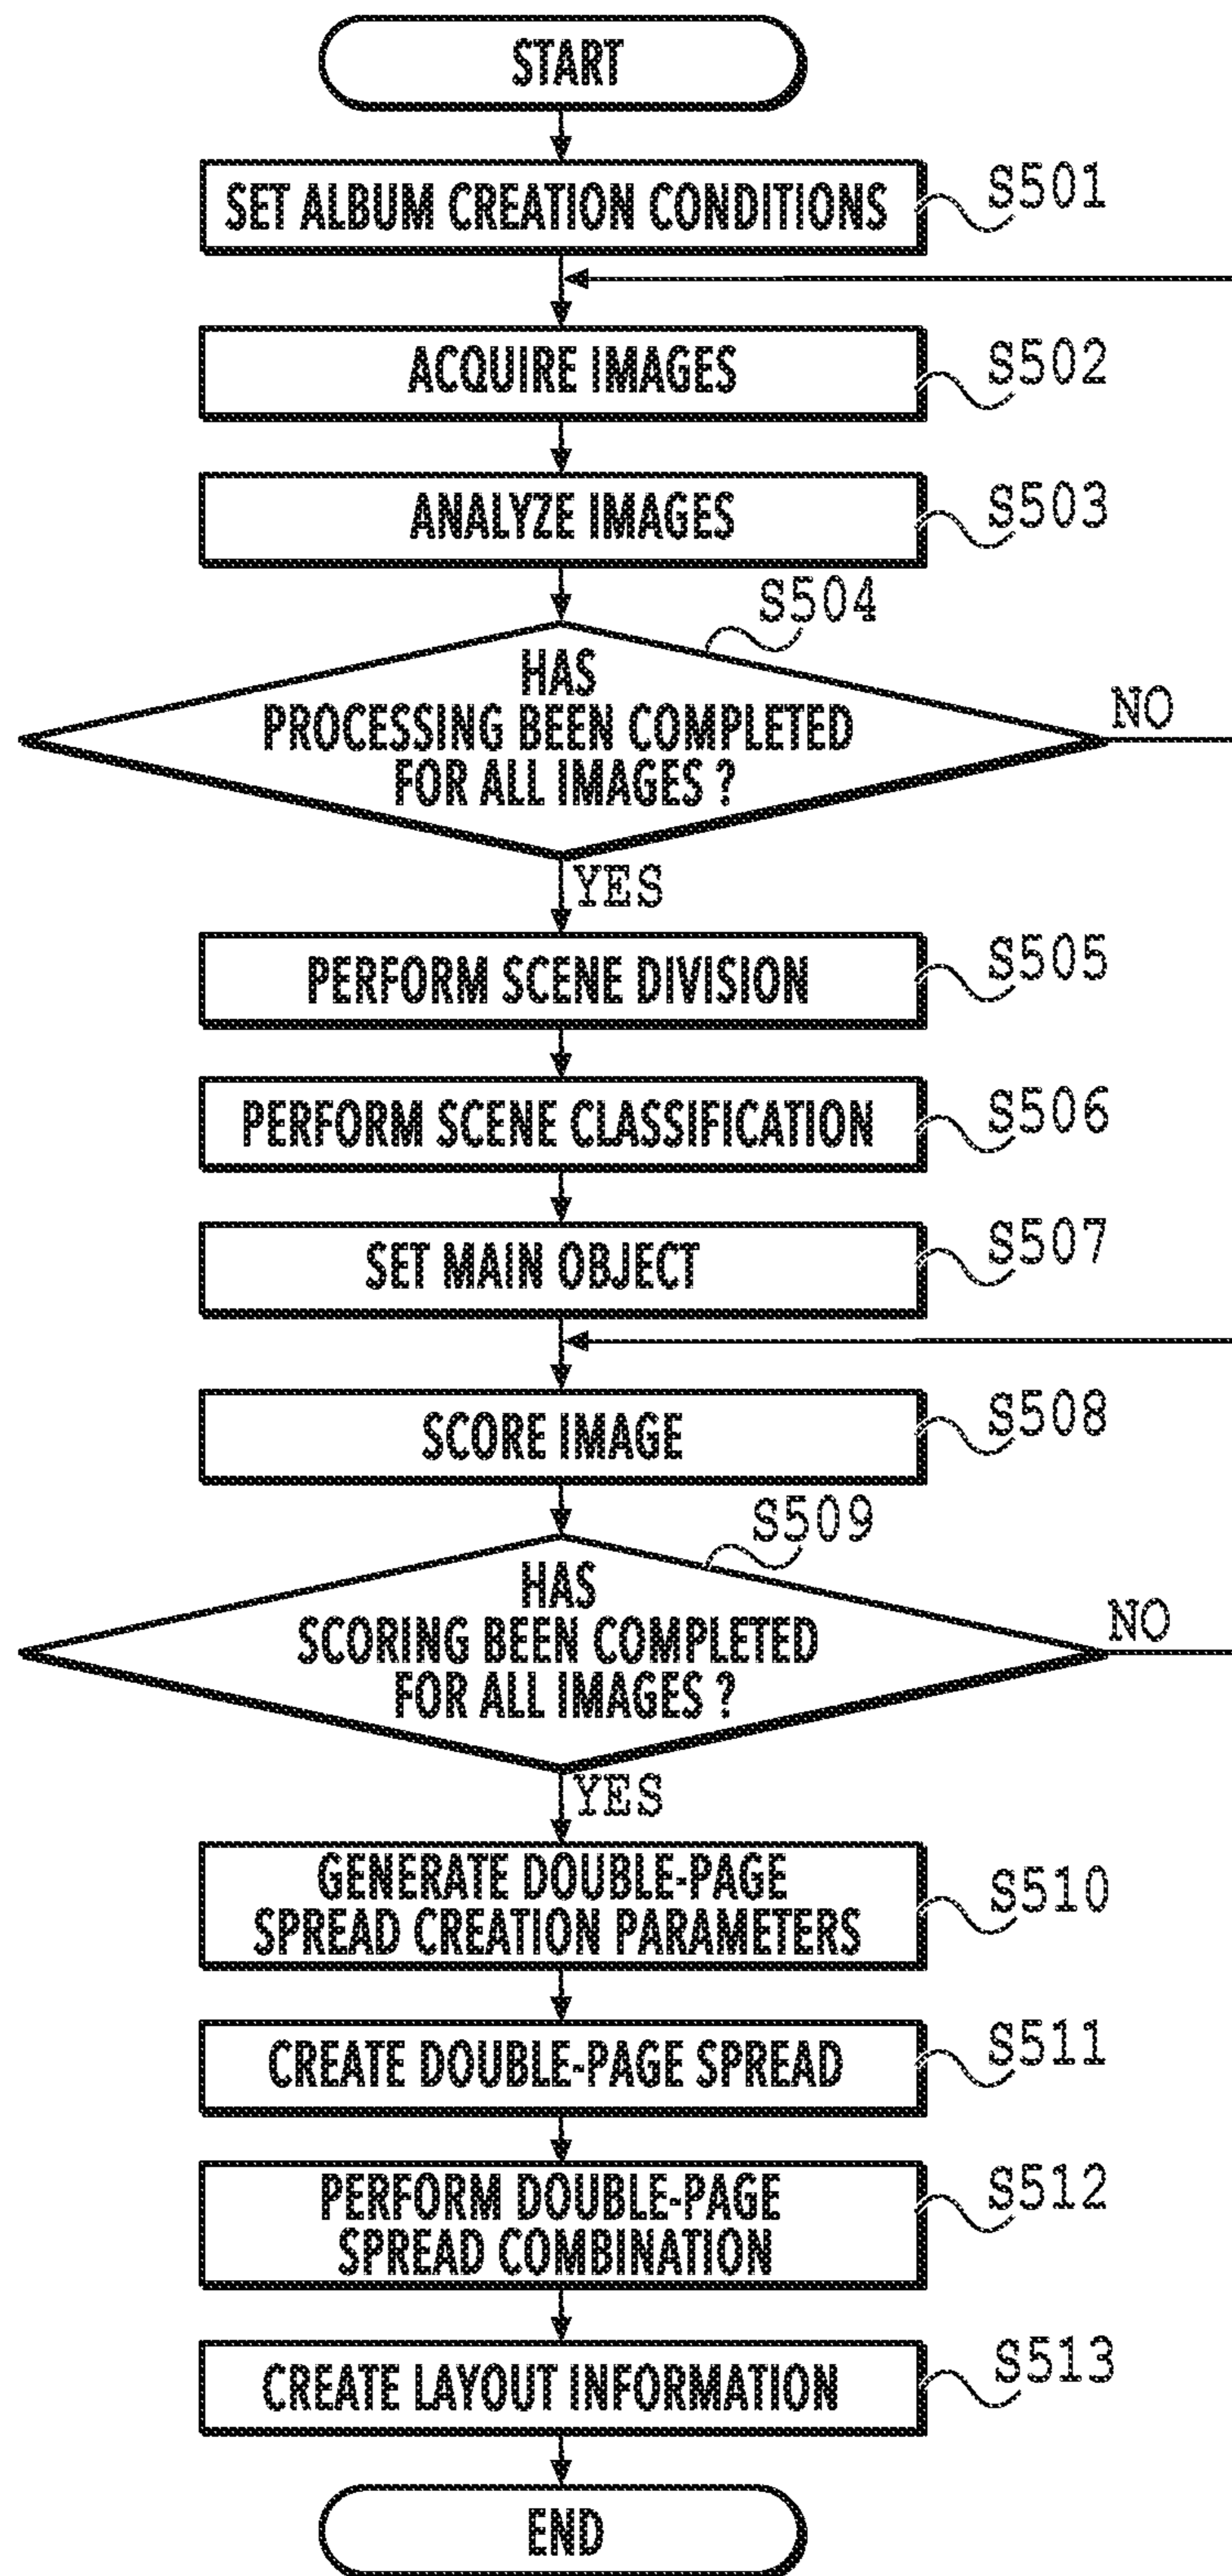 START
SET ALBUM CREATION CONDITIONS
S501
ACQUIRE IMAGES
S502
ANALYZE IMAGES
S503
S504
HAS
PROCESSING BEEN COMPLETED
FOR ALL IMAGES ?
NO
YES
PERFORM SCENE DIVISION
S505
PERFORM SCENE CLASSIFICATION
S506
SET MAIN OBJECT
S507
SCORE IMAGE
S508
S509
HAS
SCORING BEEN COMPLETED
FOR ALL IMAGES ?
NO
YES
GENERATE DOUBLE-PAGE
SPREAD CREATION PARAMETERS
S510
CREATE DOUBLE-PAGE SPREAD
S511
PERFORM DOUBLE-PAGE
SPREAD COMBINATION
S512
CREATE LAYOUT INFORMATION
S513
END